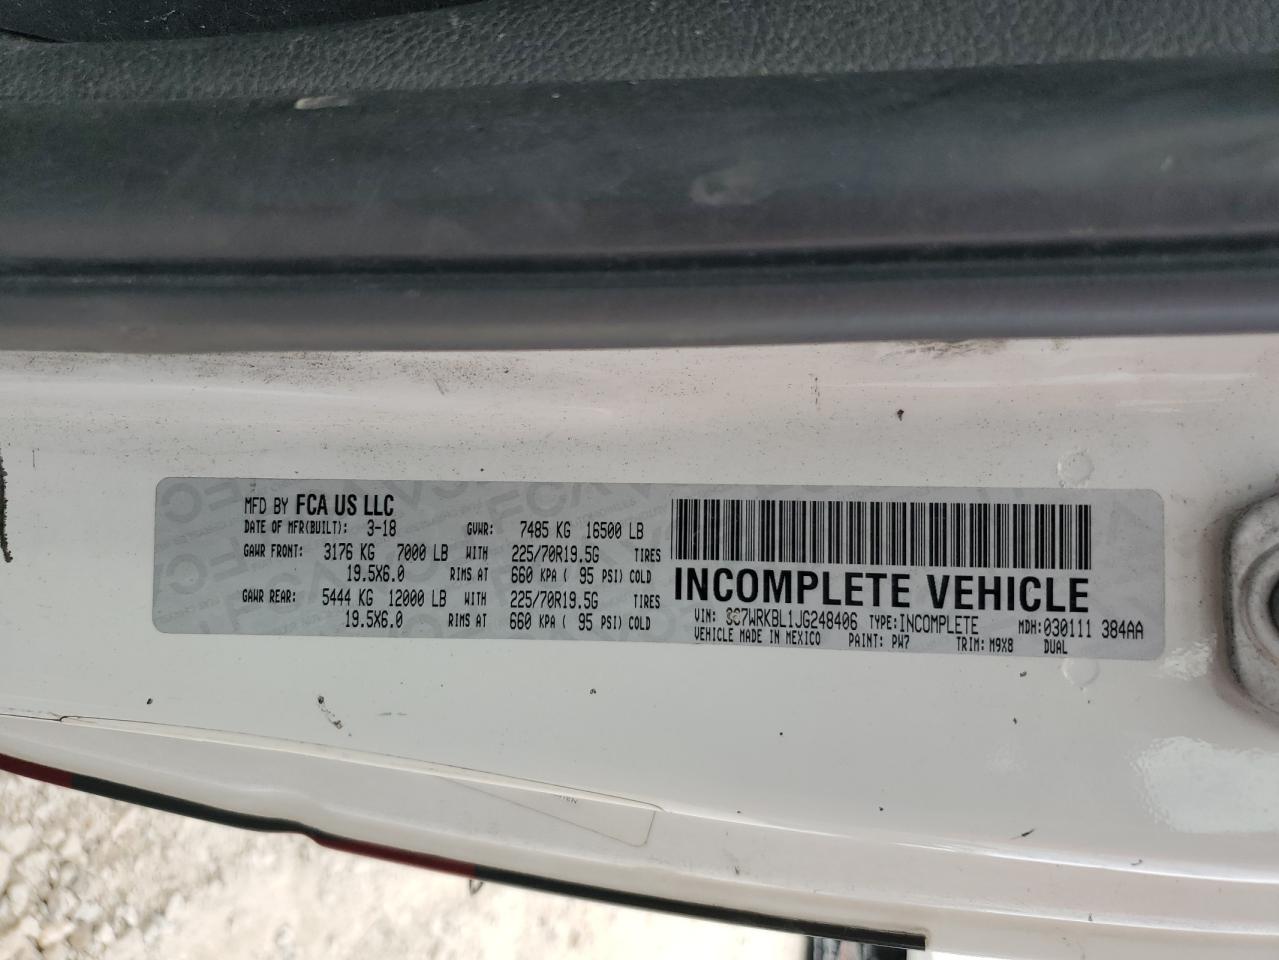 MFD BY FCA US LLC
DATE OF MFR(BUILT): 3-18 GVWR: 7485 KG 16500 LB
GAWR FRONT: 3176 KG 7000 LB WITH 225/70R19.5G TIRES
19.5X6.0 RIMS AT 660 KPA ( 95 PSI) COLD
GAWR REAR: 5444 KG 12000 LB WITH 225/70R19.5G TIRES
19.5X6.0 RIMS AT 660 KPA ( 95 PSI) COLD
INCOMPLETE VEHICLE
VIN: 3C7WRKBL1JG248406 TYPE: INCOMPLETE MDH: 030111 384AA
VEHICLE MADE IN MEXICO PAINT: PW7 TRIM: M9X8 DUAL